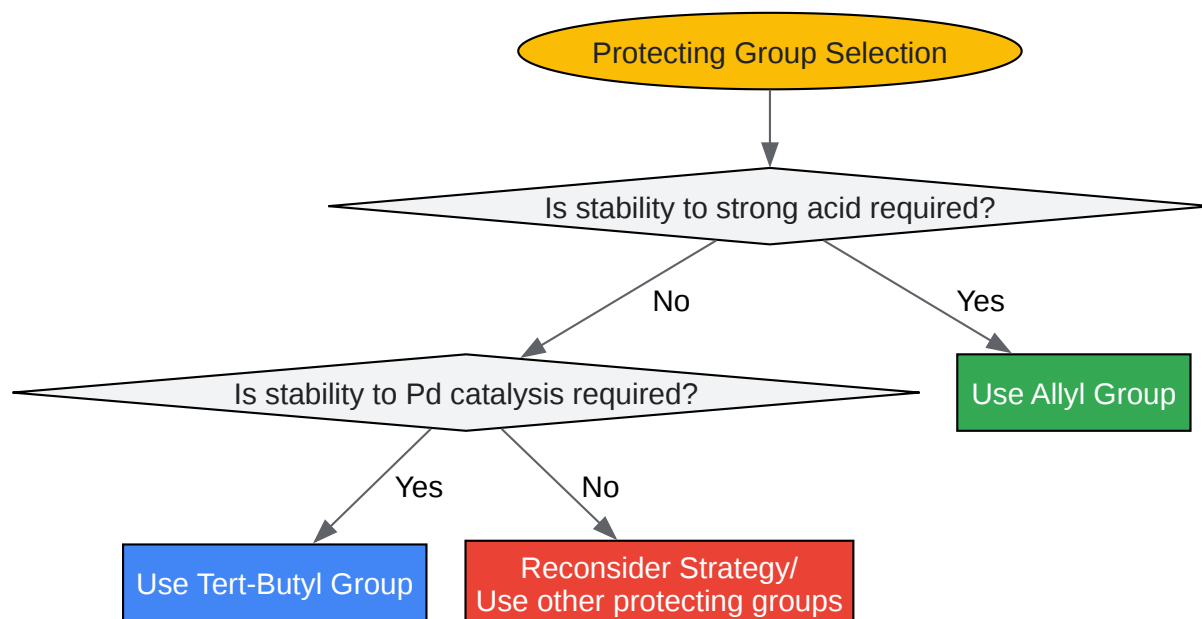 Protecting Group Selection
Is stability to strong acid required?
No
Yes
Is stability to Pd catalysis required?
Use Allyl Group
Yes
No
Use Tert-Butyl Group
Reconsider Strategy/
Use other protecting groups